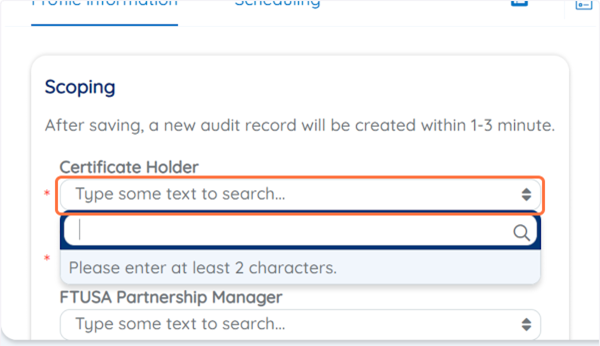 Profile Information Scheduling
Scoping
After saving, a new audit record will be created within 1-3 minute.
Certificate Holder
* Type some text to search...
Please enter at least 2 characters.
*
FTUSA Partnership Manager
Type some text to search...